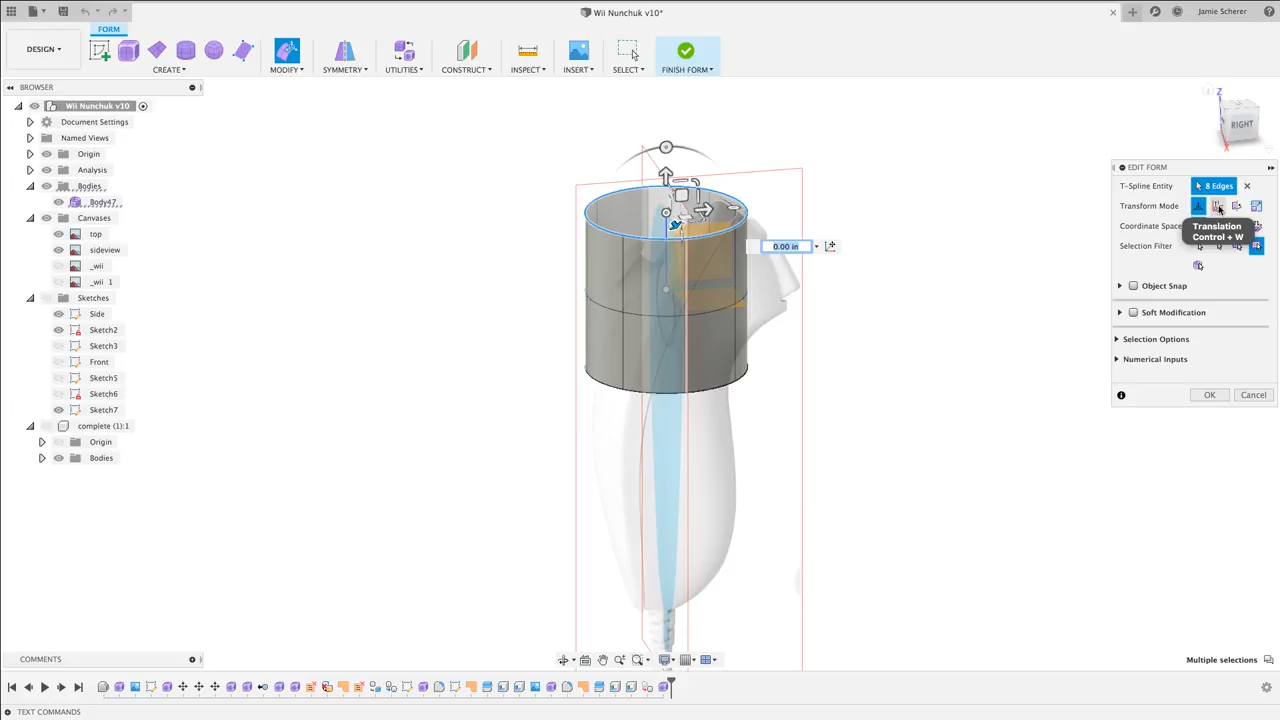 Wii Nunchuk v10*
Jamie Scherer
FORM
DESIGN
CREATE
MODIFY
SYMMETRY
UTILITIES
CONSTRUCT
INSPECT
INSERT
SELECT
FINISH FORM
BROWSER
Wii Nunchuk v10
Document Settings
Named Views
Origin
Analysis
Bodies
Body47
Canvases
top
sideview
_wii
_wii 1
Sketches
Side
Sketch2
Sketch3
Front
Sketch5
Sketch6
Sketch7
complete (1):1
Origin
Bodies
0.00 in
Z
RIGHT
EDIT FORM
T-Spline Entity
8 Edges
Transform Mode
Coordinate Space
Translation
Control + W
Selection Filter
Object Snap
Soft Modification
Selection Options
Numerical Inputs
OK
Cancel
COMMENTS
Multiple selections
TEXT COMMANDS